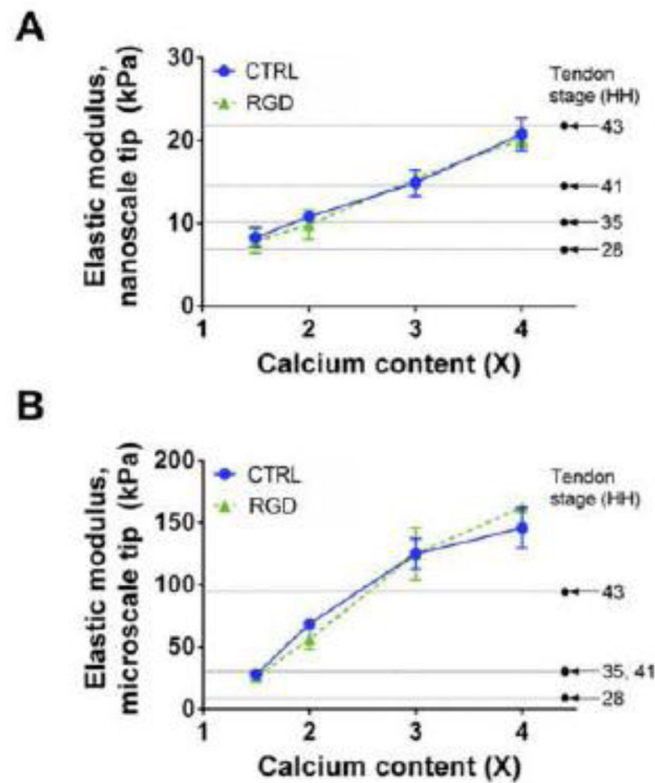 A
Elastic modulus,
nanoscale tip (kPa)
30
20
10
0
CTRL
RGD
Tendon
stage (HH)
43
41
35
28
1 2 3 4
Calcium content (X)
B
Elastic modulus,
microscale tip (kPa)
200
150
100
50
0
CTRL
RGD
Tendon
stage (HH)
43
35, 41
28
1 2 3 4
Calcium content (X)